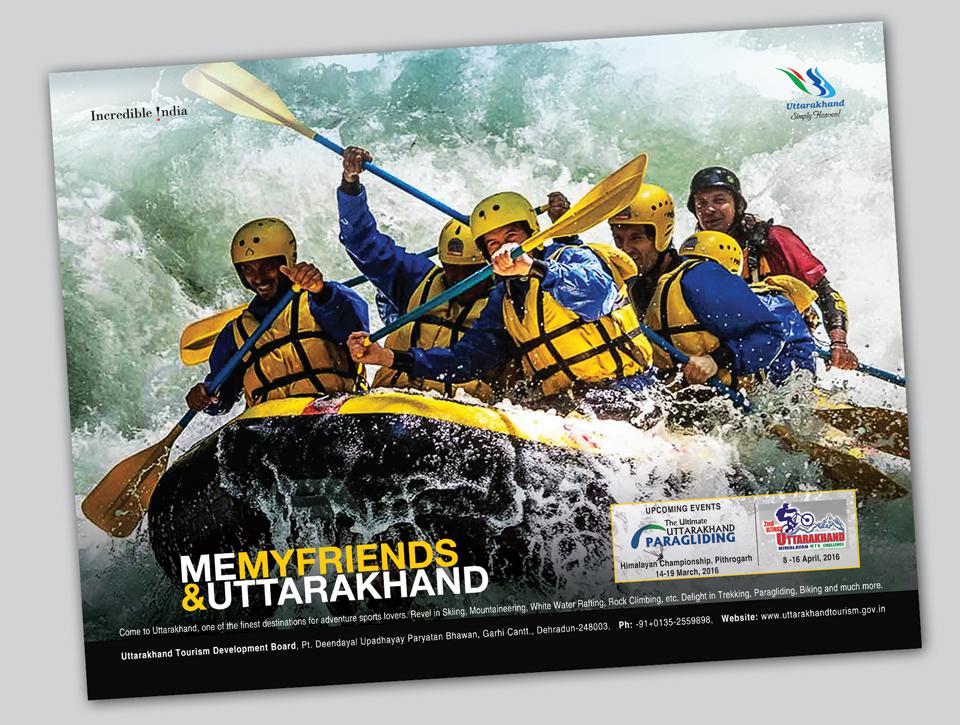 Incredible !ndia
Uttarakhand
Simply Heaven!
UPCOMING EVENTS
The Ultimate
UTTARAKHAND
PARAGLIDING
Himalayan Championship, Pithrogarh
14-19 March, 2016
2nd
ULTIMATE
UTTARAKHAND
HIMALAYAN MTB CHALLENGE
8 -16 April, 2016
MEMYFRIENDS
&UTTARAKHAND
Come to Uttarakhand, one of the finest destinations for adventure sports lovers. Revel in Skiing, Mountaineering, White Water Rafting, Rock Climbing, etc. Delight in Trekking, Paragliding, Biking and much more.
Uttarakhand Tourism Development Board, Pt. Deendayal Upadhayay Paryatan Bhawan, Garhi Cantt., Dehradun-248003, Ph: -91+0135-2559898, Website: www.uttarakhandtourism.gov.in